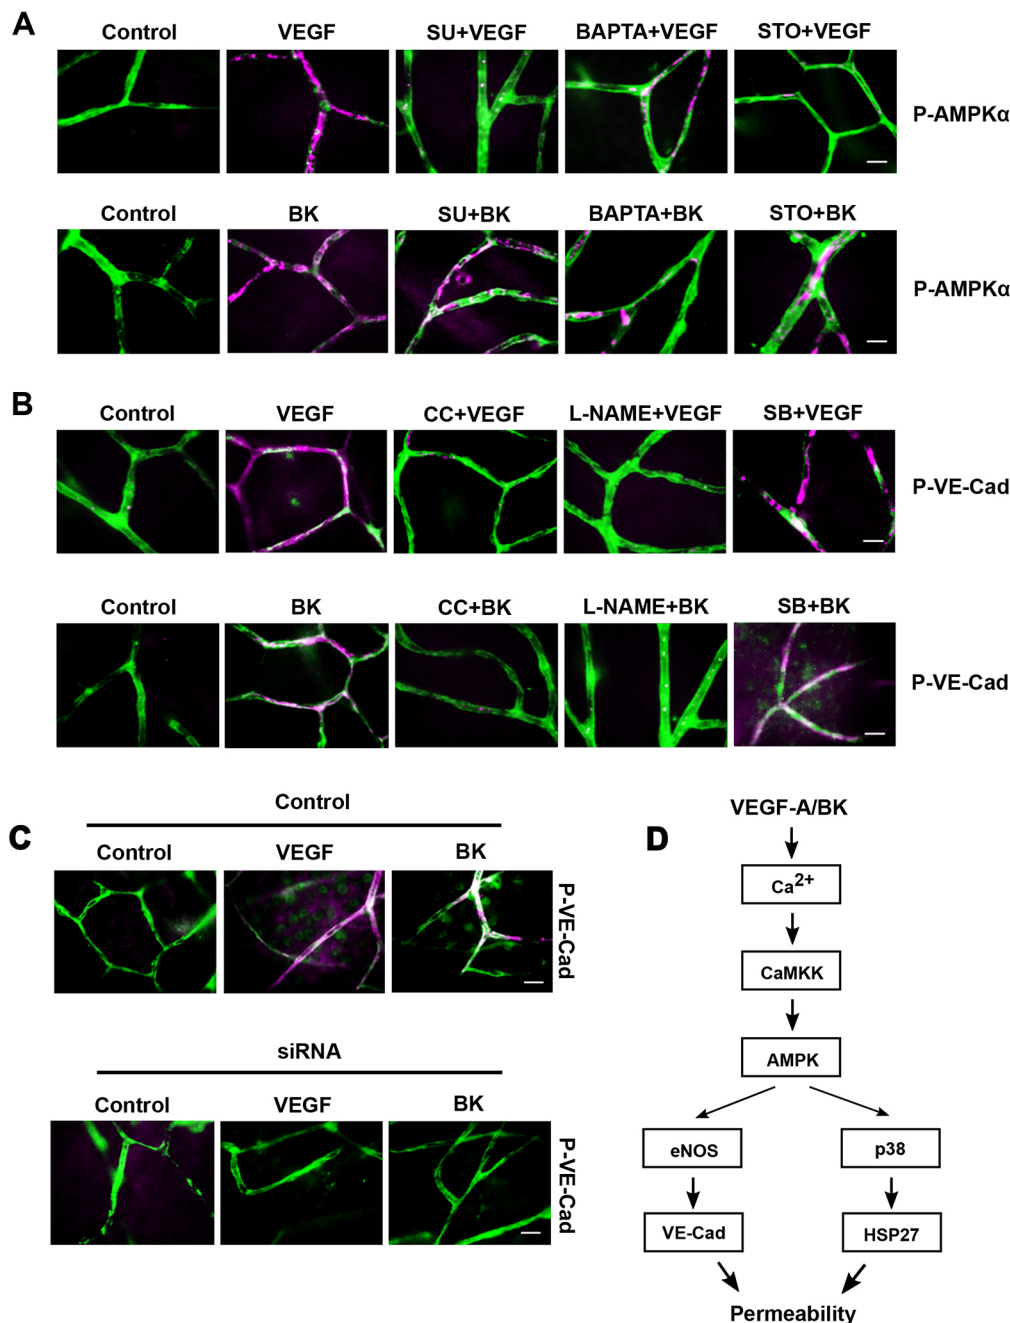 A
Control VEGF SU+VEGF BAPTA+VEGF STO+VEGF
P-AMPKα
Control BK SU+BK BAPTA+BK STO+BK
P-AMPKα
B
Control VEGF CC+VEGF L-NAME+VEGF SB+VEGF
P-VE-Cad
Control BK CC+BK L-NAME+BK SB+BK
P-VE-Cad
C
Control
Control VEGF BK
P-VE-Cad
siRNA
Control VEGF BK
P-VE-Cad
D
VEGF-A/BK
Ca2+
CaMKK
AMPK
eNOS p38
VE-Cad HSP27
Permeability